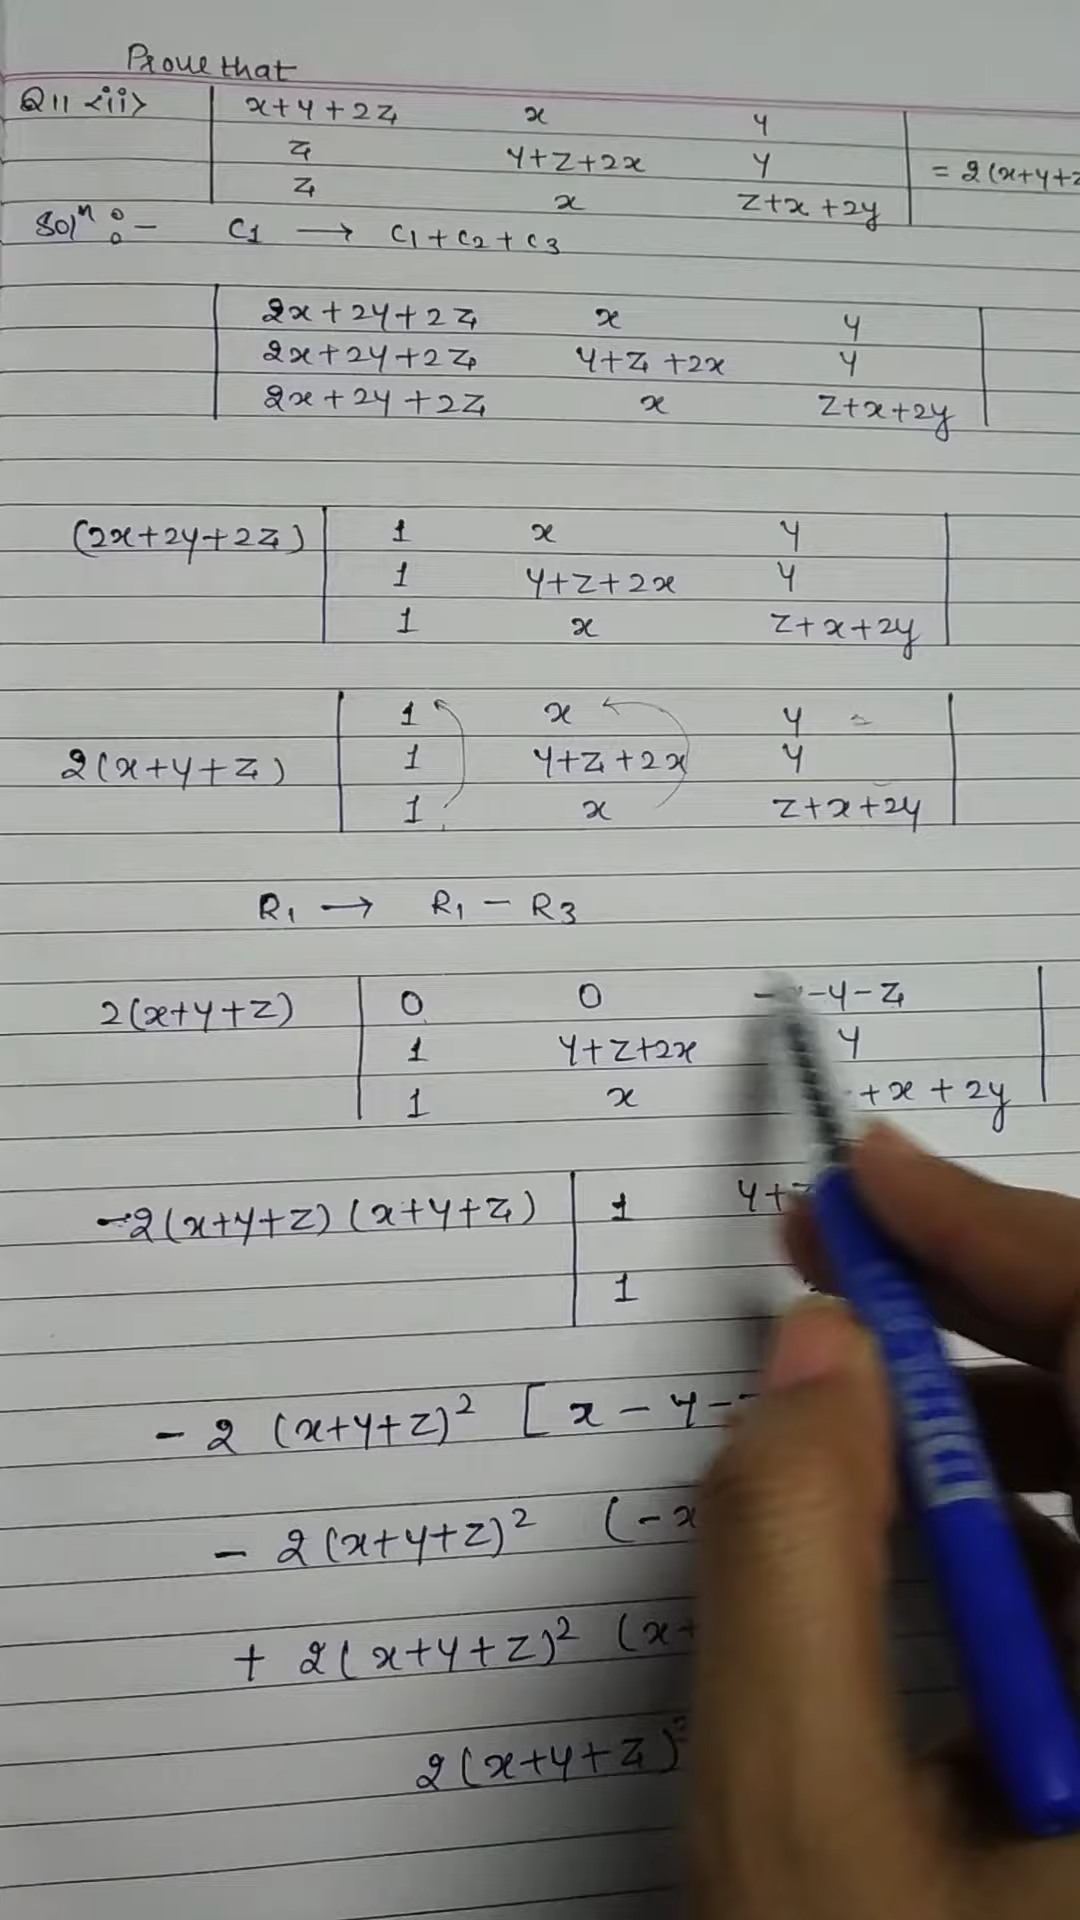 Prove that
Q11 <ii> | x+y+2z x y |
| z y+z+2x y | = 2(x+y+z
| z x z+x+2y |
Solⁿ :- C1 → C1+C2+C3
| 2x+2y+2z x y |
| 2x+2y+2z y+z+2x y |
| 2x+2y+2z x z+x+2y |
(2x+2y+2z) | 1 x y |
| 1 y+z+2x y |
| 1 x z+x+2y |
| 1 x y |
2(x+y+z) | 1 y+z+2x y |
| 1 x z+x+2y |
R1 → R1 - R3
2(x+y+z) | 0 0 -y-z |
| 1 y+z+2x y |
| 1 x +x+2y |
-2(x+y+z)(x+y+z) | 1 y+
| 1
-2 (x+y+z)² [x-y-
-2(x+y+z)² (-x
+2(x+y+z)² (x+
2(x+y+z)